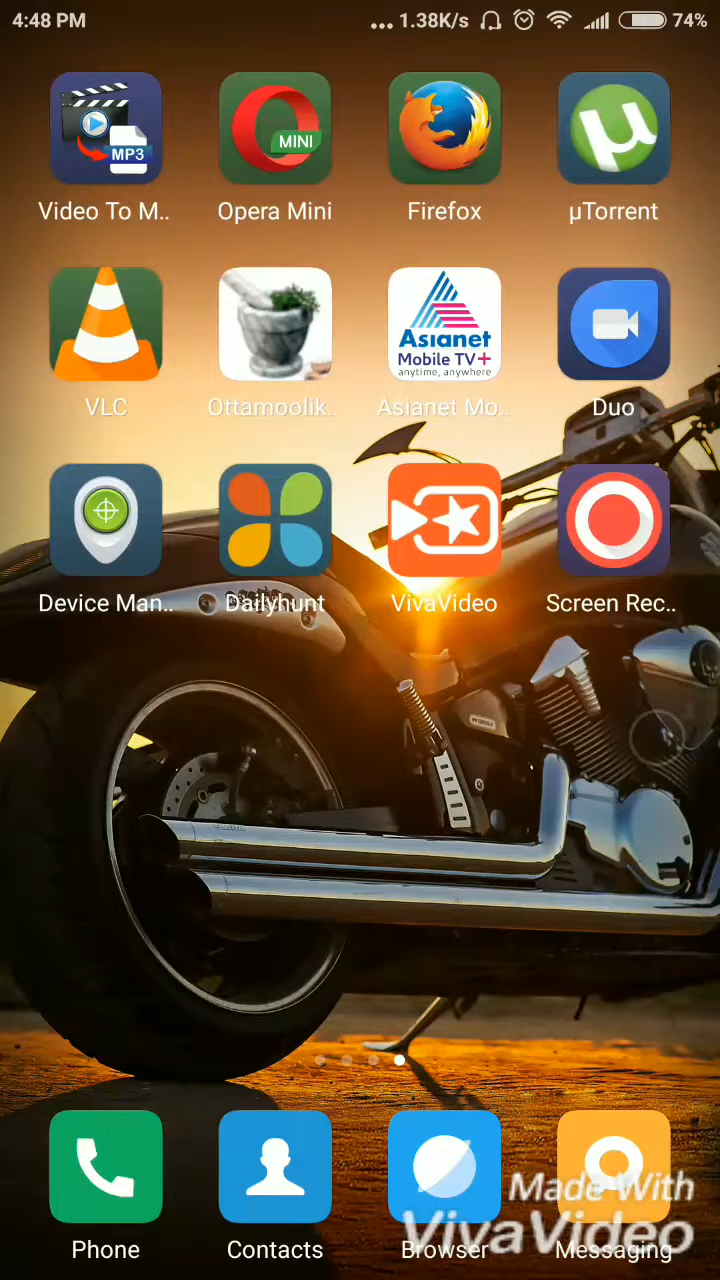 4:48 PM ... 1.38K/s 74%
MP3
MINI
Video To M.. Opera Mini Firefox µTorrent
ASIANET
Mobile TV+
anytime, anywhere
VLC Ottamoolik.. Asianet Mo.. Duo
Device Man.. Dailyhunt VivaVideo Screen Rec..
Made With
VivaVideo
Phone Contacts Browser Messaging